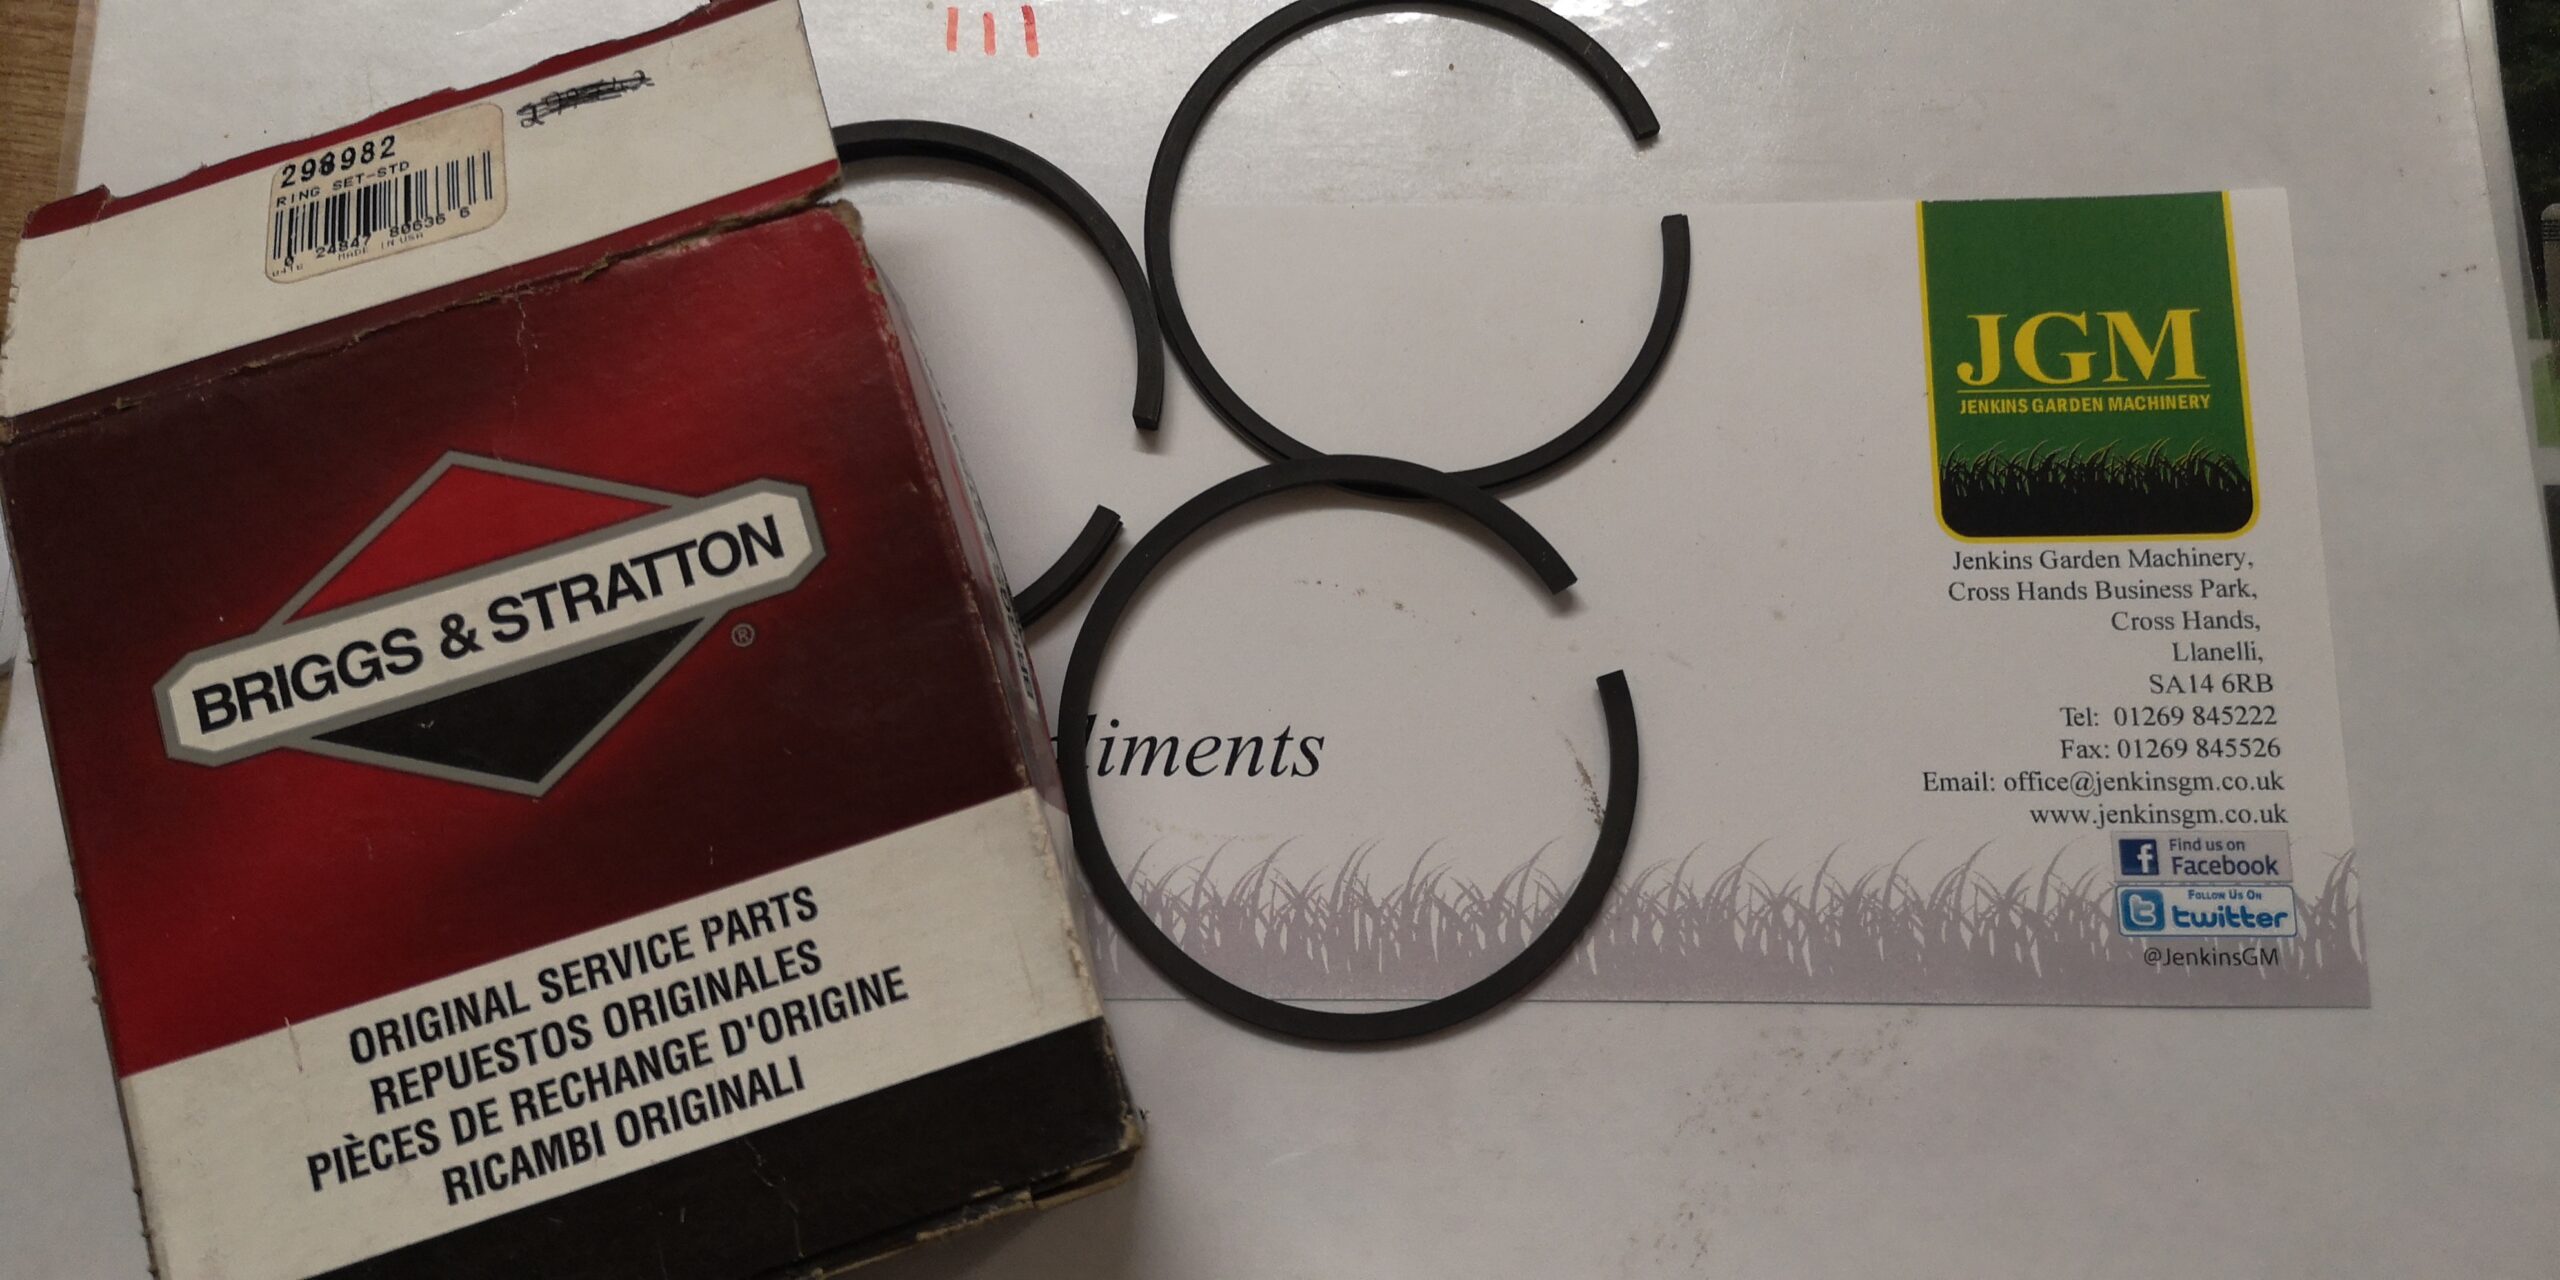 298982
RING SET-STD
0 24847 80636 6
0416 MADE IN USA
BRIGGS & STRATTON
®
ORIGINAL SERVICE PARTS
REPUESTOS ORIGINALES
PIÈCES DE RECHANGE D'ORIGINE
RICAMBI ORIGINALI
liments
JGM
JENKINS GARDEN MACHINERY
Jenkins Garden Machinery,
Cross Hands Business Park,
Cross Hands,
Llanelli,
SA14 6RB
Tel: 01269 845222
Fax: 01269 845526
Email: office@jenkinsgm.co.uk
www.jenkinsgm.co.uk
Find us on
Facebook
Follow Us On
twitter
@JenkinsGM